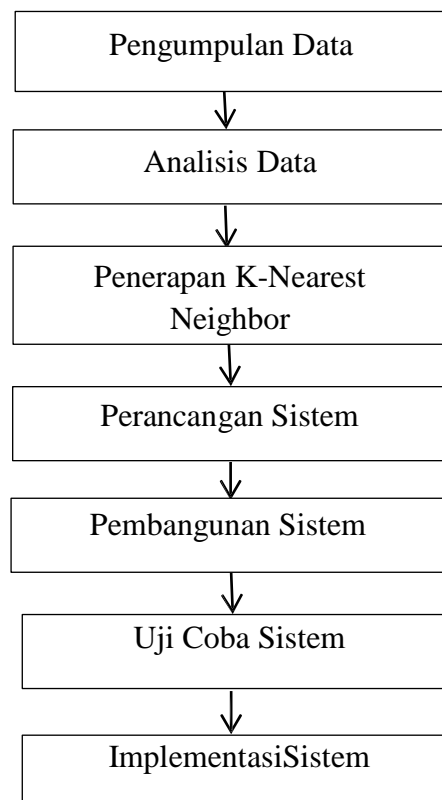 Pengumpulan Data
Analisis Data
Penerapan K-Nearest
Neighbor
Perancangan Sistem
Pembangunan Sistem
Uji Coba Sistem
ImplementasiSistem